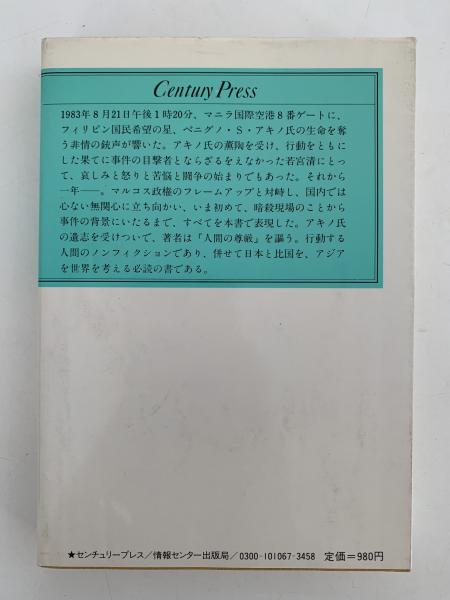 Century Press
1983年8月21日午後1時20分、マニラ国際空港8番ゲートに、
フィリピン国民希望の星、ベニグノ・S・アキノ氏の生命を奪
う非情の銃声が響いた。アキノ氏の薫陶を受け、行動をともに
した果てに事件の目撃者とならざるをえなかった若宮清にとっ
て、哀しみと怒りと苦悩と闘争の始まりでもあった。それから
一年──。マルコス政権のフレームアップと対峙し、国内では
心ない無関心に立ち向かい、いま初めて、暗殺現場のことから
事件の背景にいたるまで、すべてを本書で表現した。アキノ氏
の遺志を受けついで、著者は「人間の尊厳」を謳う。行動する
人間のノンフィクションであり、併せて日本と比国を、アジア
を世界を考える必読の書である。
★センチュリープレス/情報センター出版局/0300-101067-3458 定価=980円